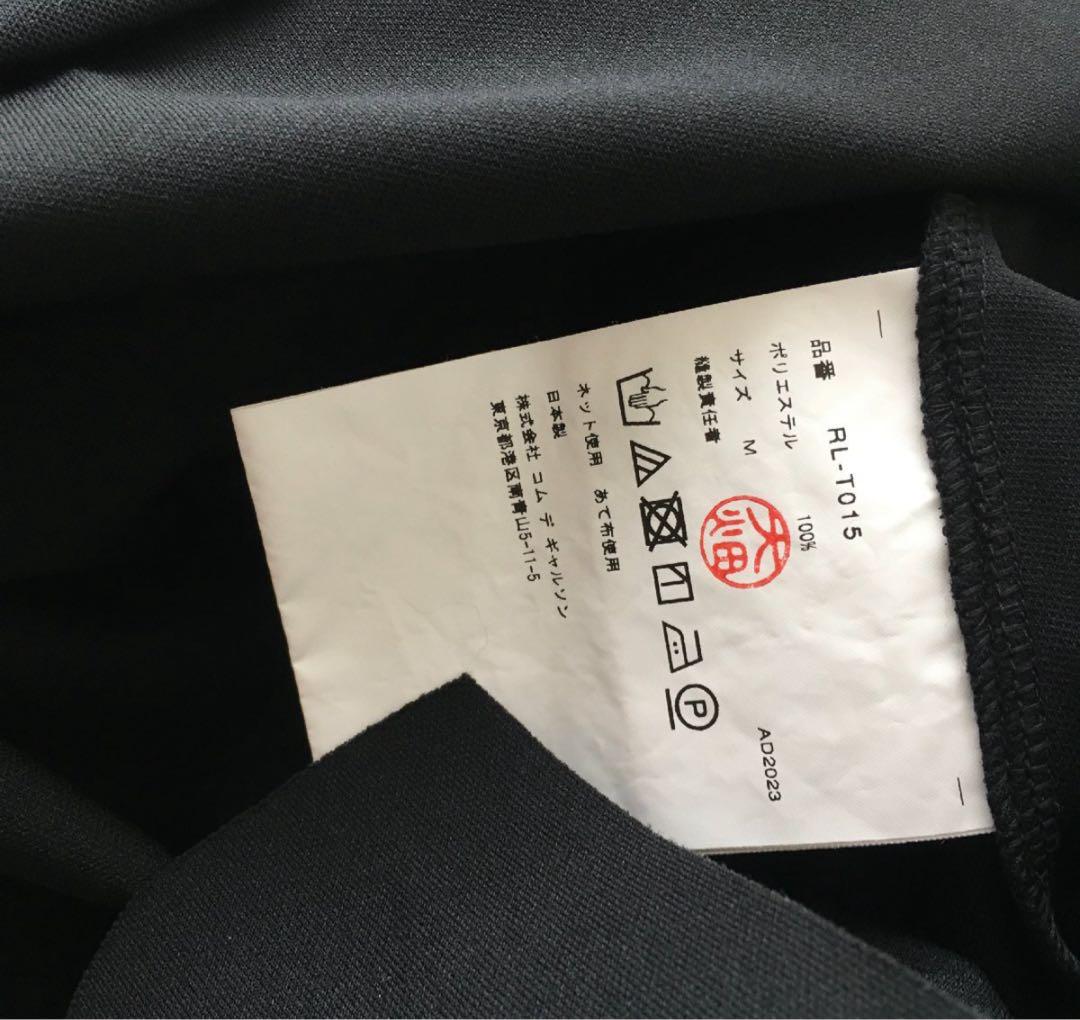 品番 RL-T015
ポリエステル 100%
サイズ M AD2023
縫製責任者 大畑
P
ネット使用 あて布使用
日本製
株式会社 コム デ ギャルソン
東京都港区南青山5-11-5